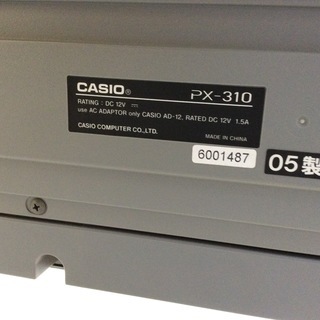 CASIO® PX-310
RATING : DC 12V ⎓
use AC ADAPTOR only CASIO AD-12, RATED DC 12V 1.5A
CASIO COMPUTER CO.,LTD. MADE IN CHINA
6001487
05製